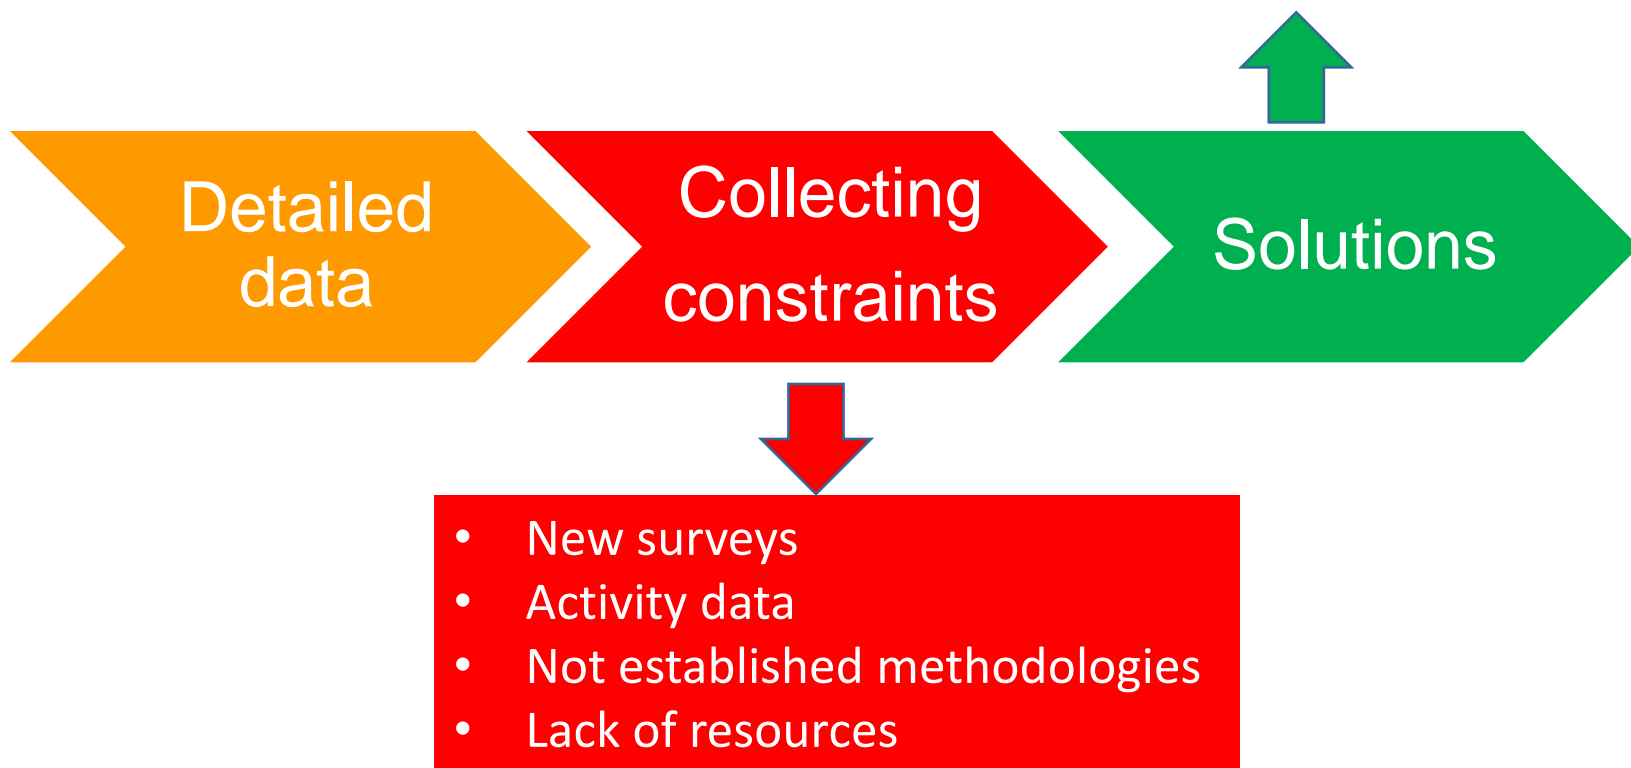 Detailed
data
Collecting
constraints
Solutions
• New surveys
• Activity data
• Not established methodologies
• Lack of resources